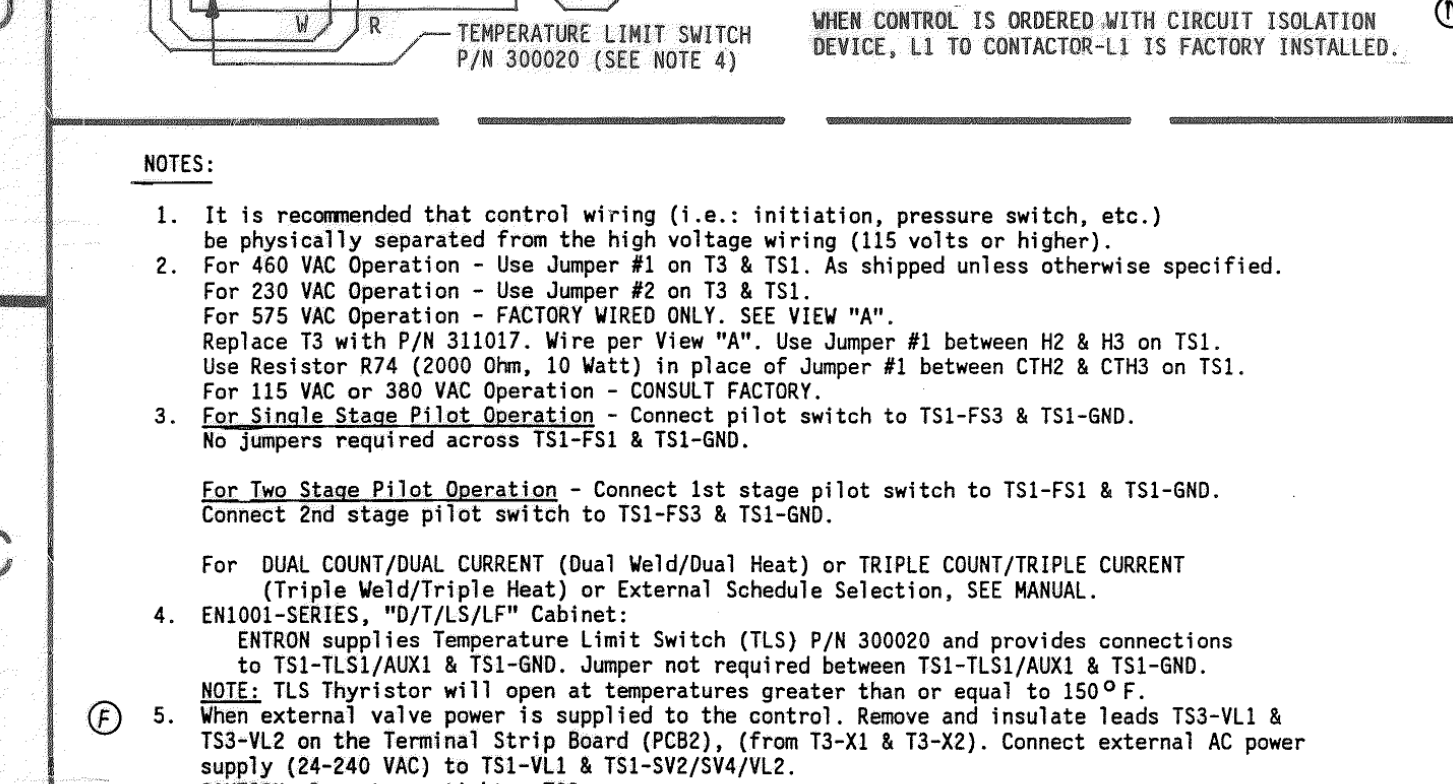 W
R
TEMPERATURE LIMIT SWITCH
P/N 300020 (SEE NOTE 4)
WHEN CONTROL IS ORDERED WITH CIRCUIT ISOLATION
DEVICE, L1 TO CONTACTOR-L1 IS FACTORY INSTALLED.
NOTES:
1. It is recommended that control wiring (i.e.: initiation, pressure switch, etc.)
be physically separated from the high voltage wiring (115 volts or higher).
2. For 460 VAC Operation - Use Jumper #1 on T3 & TS1. As shipped unless otherwise specified.
For 230 VAC Operation - Use Jumper #2 on T3 & TS1.
For 575 VAC Operation - FACTORY WIRED ONLY. SEE VIEW "A".
Replace T3 with P/N 311017. Wire per View "A". Use Jumper #1 between H2 & H3 on TS1.
Use Resistor R74 (2000 Ohm, 10 Watt) in place of Jumper #1 between CTH2 & CTH3 on TS1.
For 115 VAC or 380 VAC Operation - CONSULT FACTORY.
3. For Single Stage Pilot Operation - Connect pilot switch to TS1-FS3 & TS1-GND.
No jumpers required across TS1-FS1 & TS1-GND.
For Two Stage Pilot Operation - Connect 1st stage pilot switch to TS1-FS1 & TS1-GND.
Connect 2nd stage pilot switch to TS1-FS3 & TS1-GND.
For DUAL COUNT/DUAL CURRENT (Dual Weld/Dual Heat) or TRIPLE COUNT/TRIPLE CURRENT
(Triple Weld/Triple Heat) or External Schedule Selection, SEE MANUAL.
4. EN1001-SERIES, "D/T/LS/LF" Cabinet:
ENTRON supplies Temperature Limit Switch (TLS) P/N 300020 and provides connections
to TS1-TLS1/AUX1 & TS1-GND. Jumper not required between TS1-TLS1/AUX1 & TS1-GND.
NOTE: TLS Thyristor will open at temperatures greater than or equal to 150° F.
F 5. When external valve power is supplied to the control. Remove and insulate leads TS3-VL1 &
TS3-VL2 on the Terminal Strip Board (PCB2), (from T3-X1 & T3-X2). Connect external AC power
supply (24-240 VAC) to TS1-VL1 & TS1-SV2/SV4/VL2.